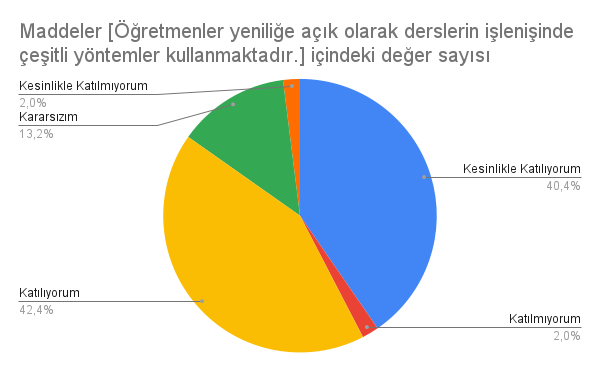 Maddeler [Öğretmenler yeniliğe açık olarak derslerin işlenişinde
çeşitli yöntemler kullanmaktadır.] içindeki değer sayısı
Kesinlikle Katılmıyorum
2,0%
Kararsızım
13,2%
Kesinlikle Katılıyorum
40,4%
Katılıyorum
42,4%
Katılmıyorum
2,0%